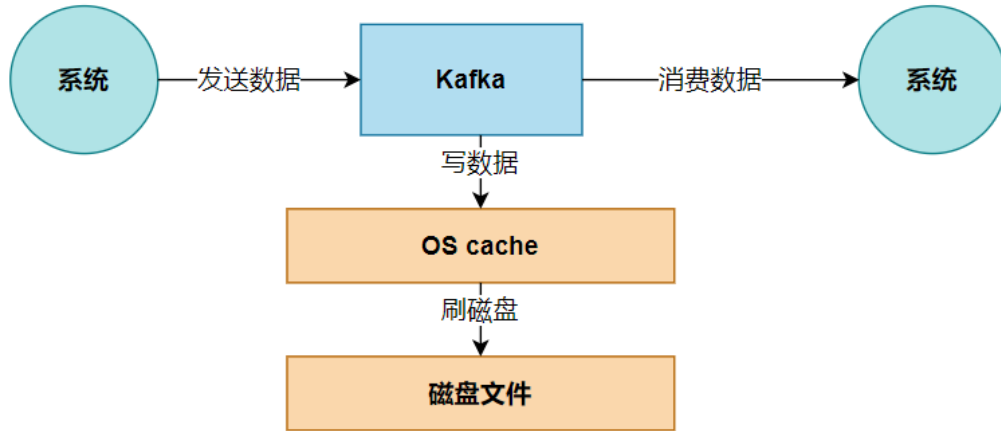 系统
发送数据
Kafka
消费数据
系统
写数据
OS cache
刷磁盘
磁盘文件